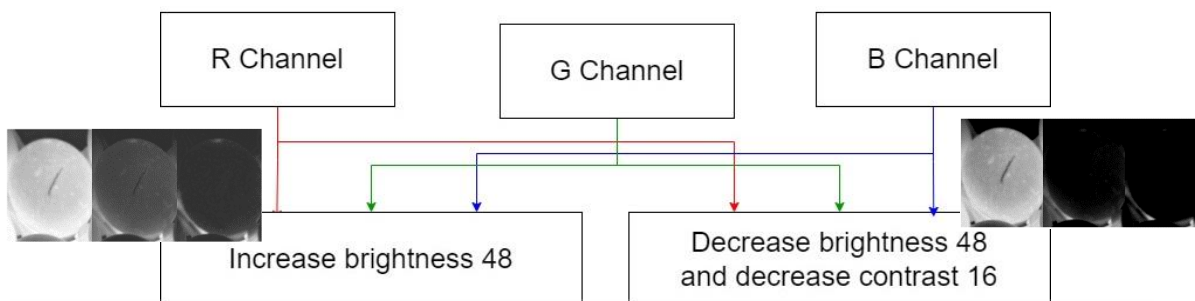 R Channel
G Channel
B Channel
Increase brightness 48
Decrease brightness 48
and decrease contrast 16